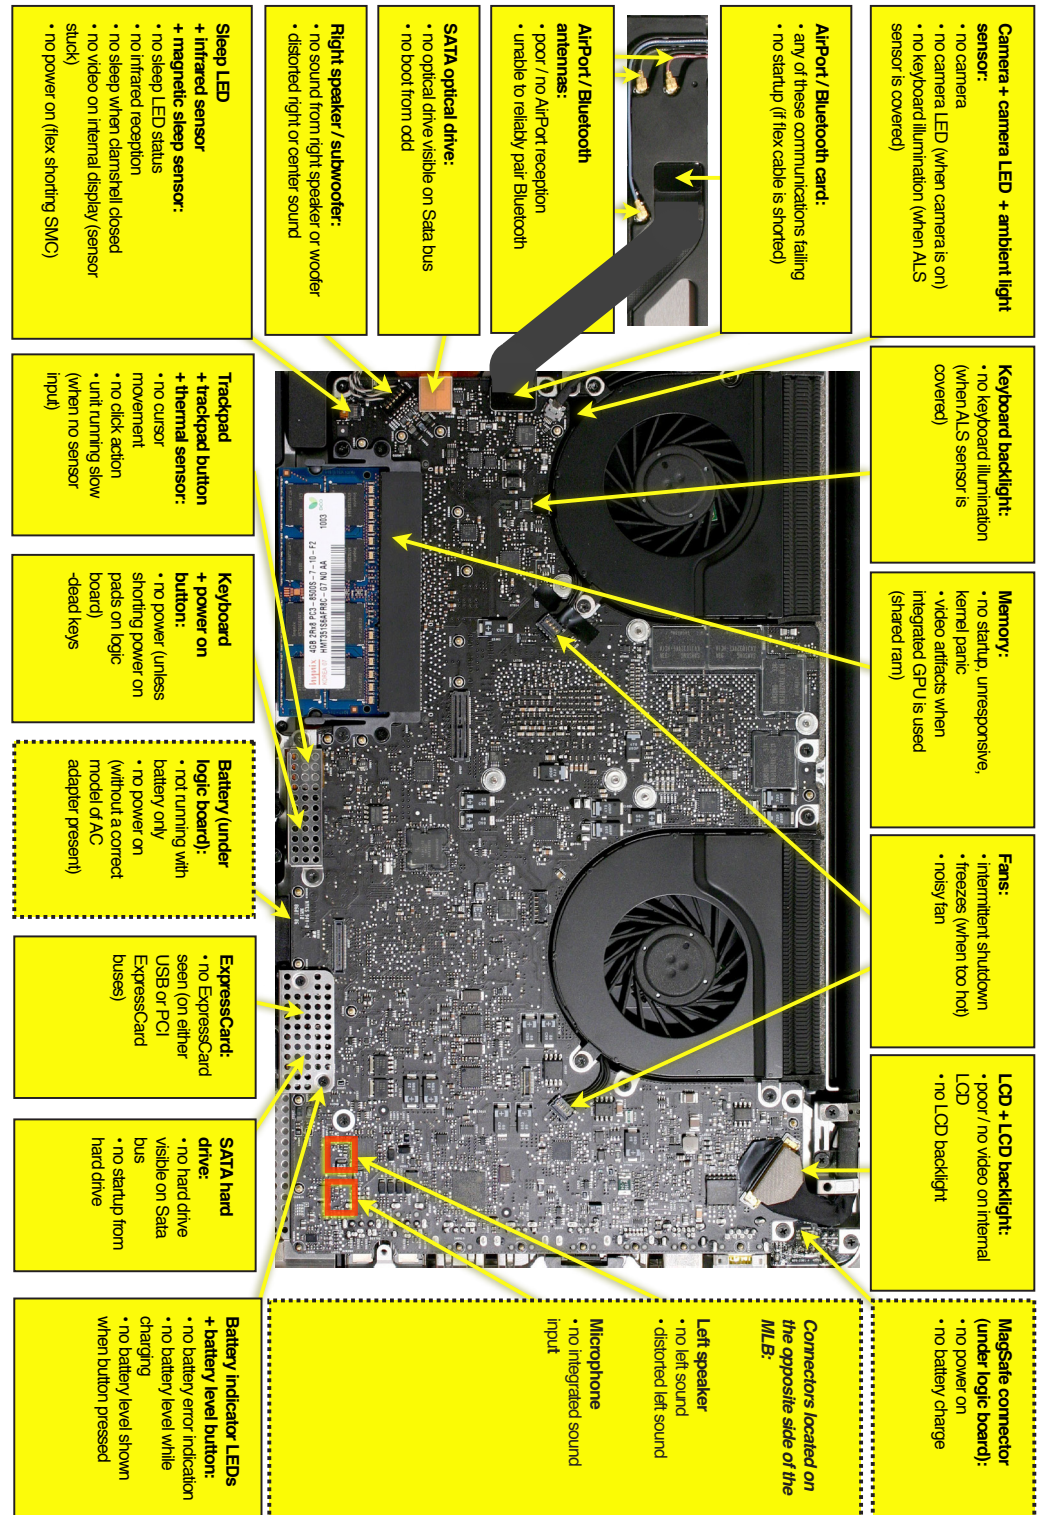 Camera + camera LED + ambient light
sensor:
• no camera
• no camera LED (when camera is on)
• no keyboard illumination (when ALS
sensor is covered)
AirPort / Bluetooth card:
• any of these communications failing
• no startup (if flex cable is shorted)
AirPort / Bluetooth
antennas:
• poor / no AirPort reception
• unable to reliably pair Bluetooth
SATA optical drive:
• no optical drive visible on Sata bus
• no boot from odd
Right speaker / subwoofer:
• no sound from right speaker or woofer
• distorted right or center sound
Sleep LED
+ infrared sensor
+ magnetic sleep sensor:
• no sleep LED status
• no infrared reception
• no sleep when clamshell closed
• no video on internal display (sensor
stuck)
• no power on (flex shorting SMC)
Keyboard backlight:
• no keyboard illumination
(when ALS sensor is
covered)
Memory:
• no startup, unresponsive,
kernel panic
• video artifacts when
integrated GPU is used
(shared ram)
Fans:
• intermittent shutdown
• freezes (when too hot)
• noisy fan
LCD + LCD backlight:
• poor / no video on internal
LCD
• no LCD backlight
MagSafe connector
(under logic board):
• no power on
• no battery charge
Trackpad
+ trackpad button
+ thermal sensor:
• no cursor
movement
• no click action
• unit running slow
(when no sensor
input)
Keyboard
+ power on
button:
• no power (unless
shorting power on
pads on logic
board)
-dead keys
Battery (under
logic board):
• not running with
battery only
• no power on
(without a correct
model of AC
adapter present)
ExpressCard:
• no ExpressCard
seen (on either
USB or PCI
ExpressCard
buses)
SATA hard
drive:
• no hard drive
visible on Sata
bus
• no startup from
hard drive
Battery indicator LEDs
+ battery level button:
• no battery error indication
• no battery level while
charging
• no battery level shown
when button pressed
Connectors located on
the opposite side of the
MLB:
Left speaker
• no left sound
• distorted left sound
Microphone
• no integrated sound
input
1003
4GB 2Rx8 PC3 – 8500S – 7 – 10 – F2
HMT351S6AFR8C – G7 N0 AA
hynix